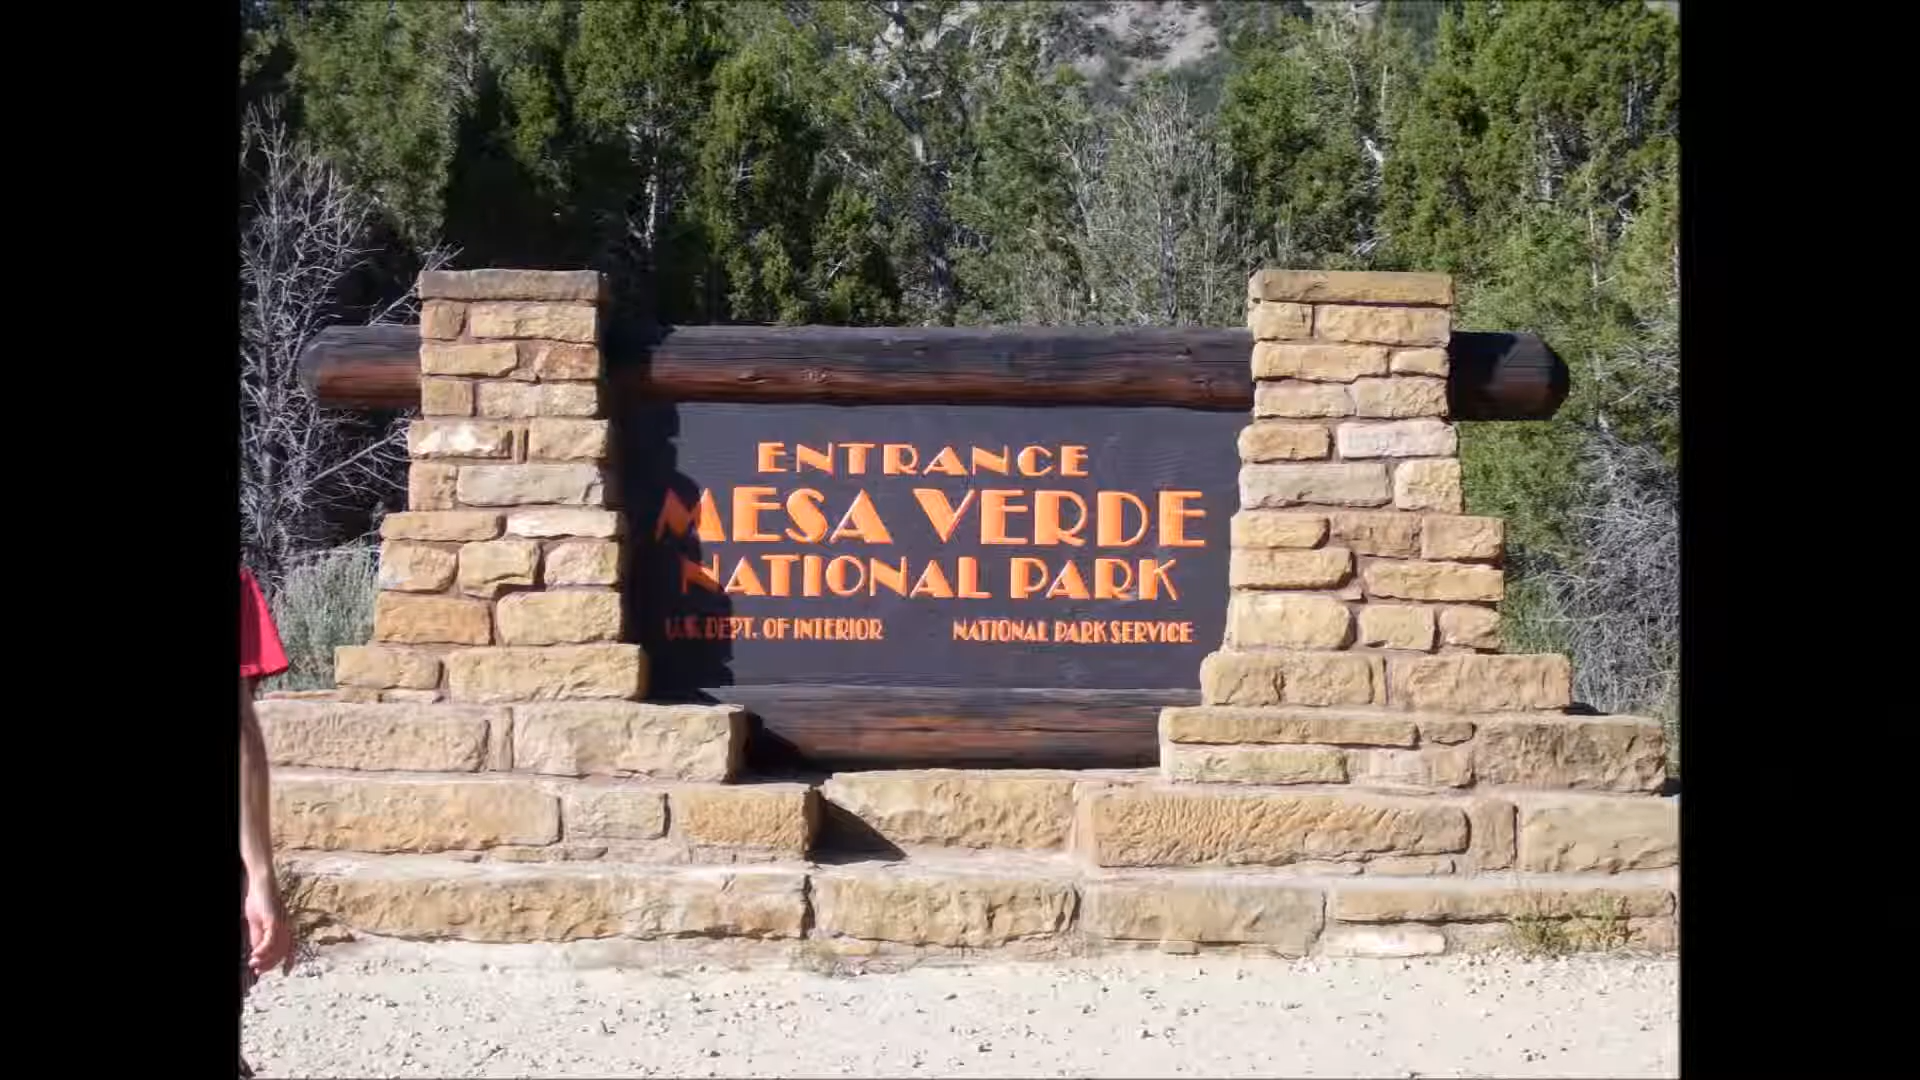 ENTRANCE
MESA VERDE
NATIONAL PARK
U.S. DEPT. OF INTERIOR NATIONAL PARK SERVICE